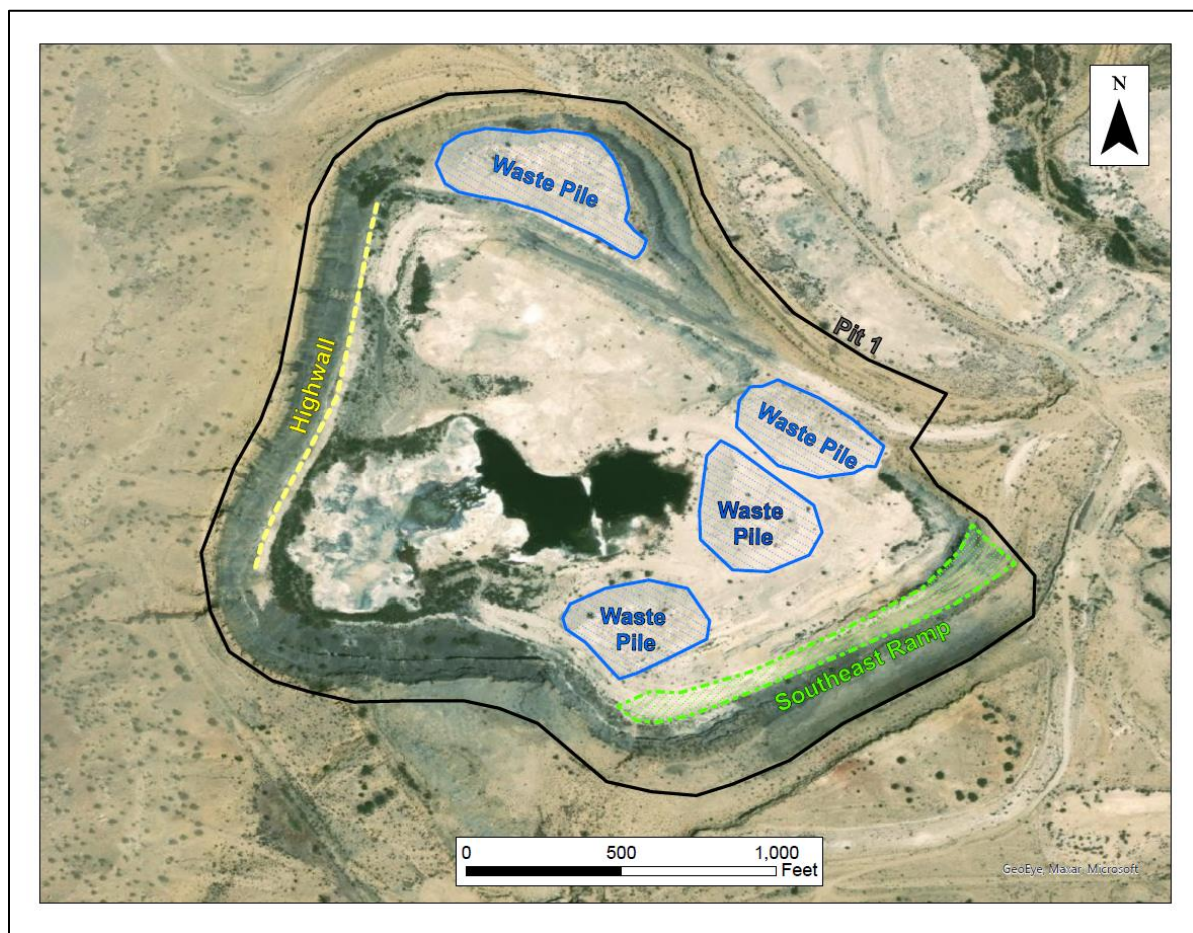 N
Waste Pile
Pit 1
Highwall
Waste Pile
Waste
Pile
Waste
Pile
Southeast Ramp
0 500 1,000
Feet
GeoEye, Maxar, Microsoft